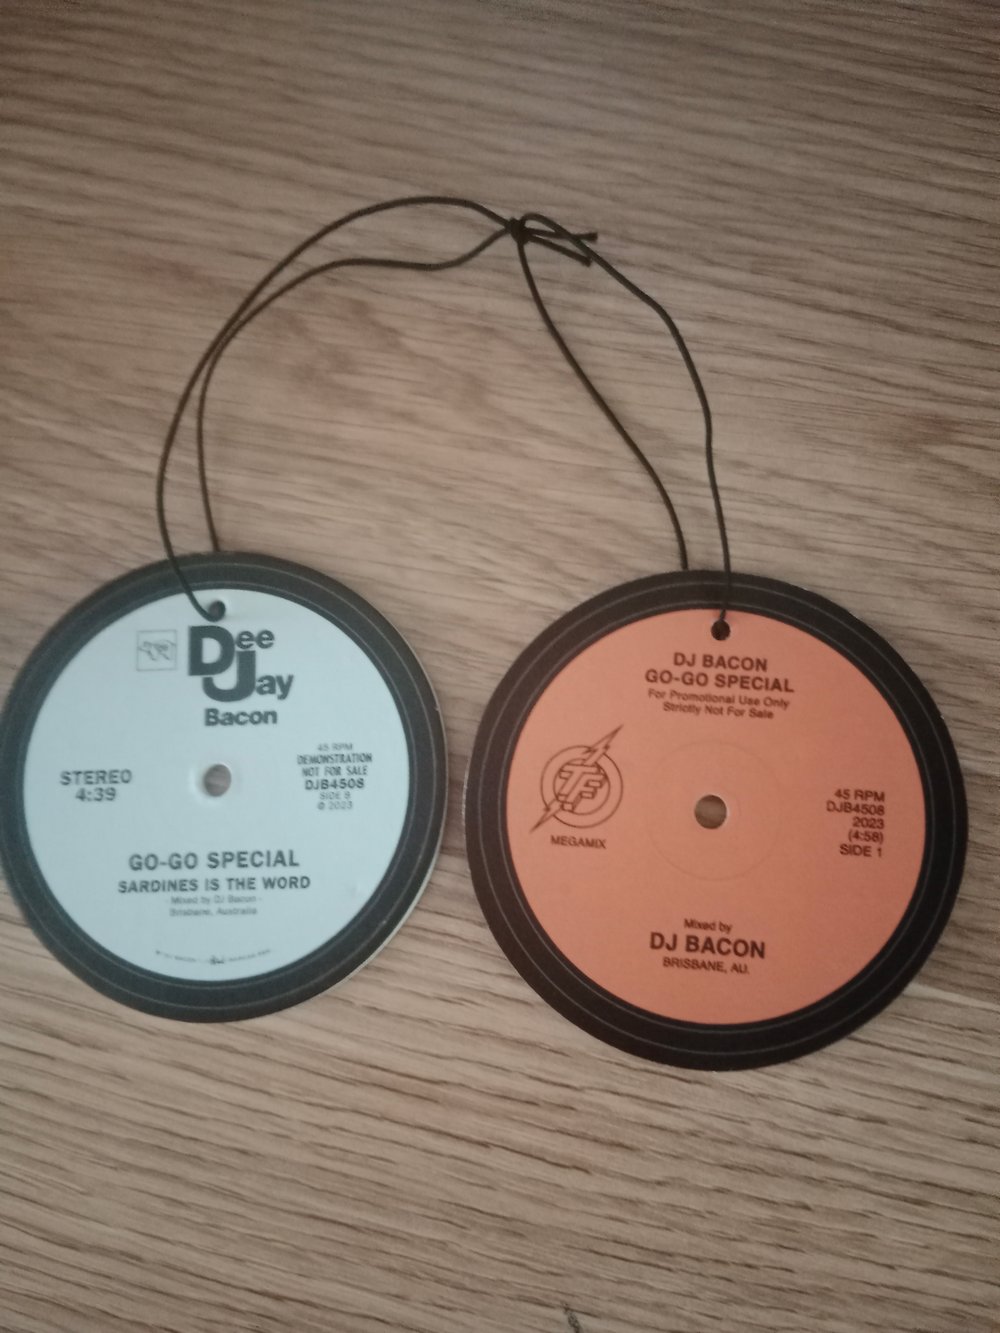 Dee
Jay
Bacon
STEREO
4:39
45 RPM
DEMONSTRATION
NOT FOR SALE
DJB4508
SIDE B
© 2023
GO-GO SPECIAL
SARDINES IS THE WORD
- Mixed by DJ Bacon -
Brisbane, Australia
DJ BACON
GO-GO SPECIAL
For Promotional Use Only
Strictly Not For Sale
TF
MEGAMIX
45 RPM
DJB4508
2023
(4:58)
SIDE 1
Mixed by
DJ BACON
BRISBANE, AU.